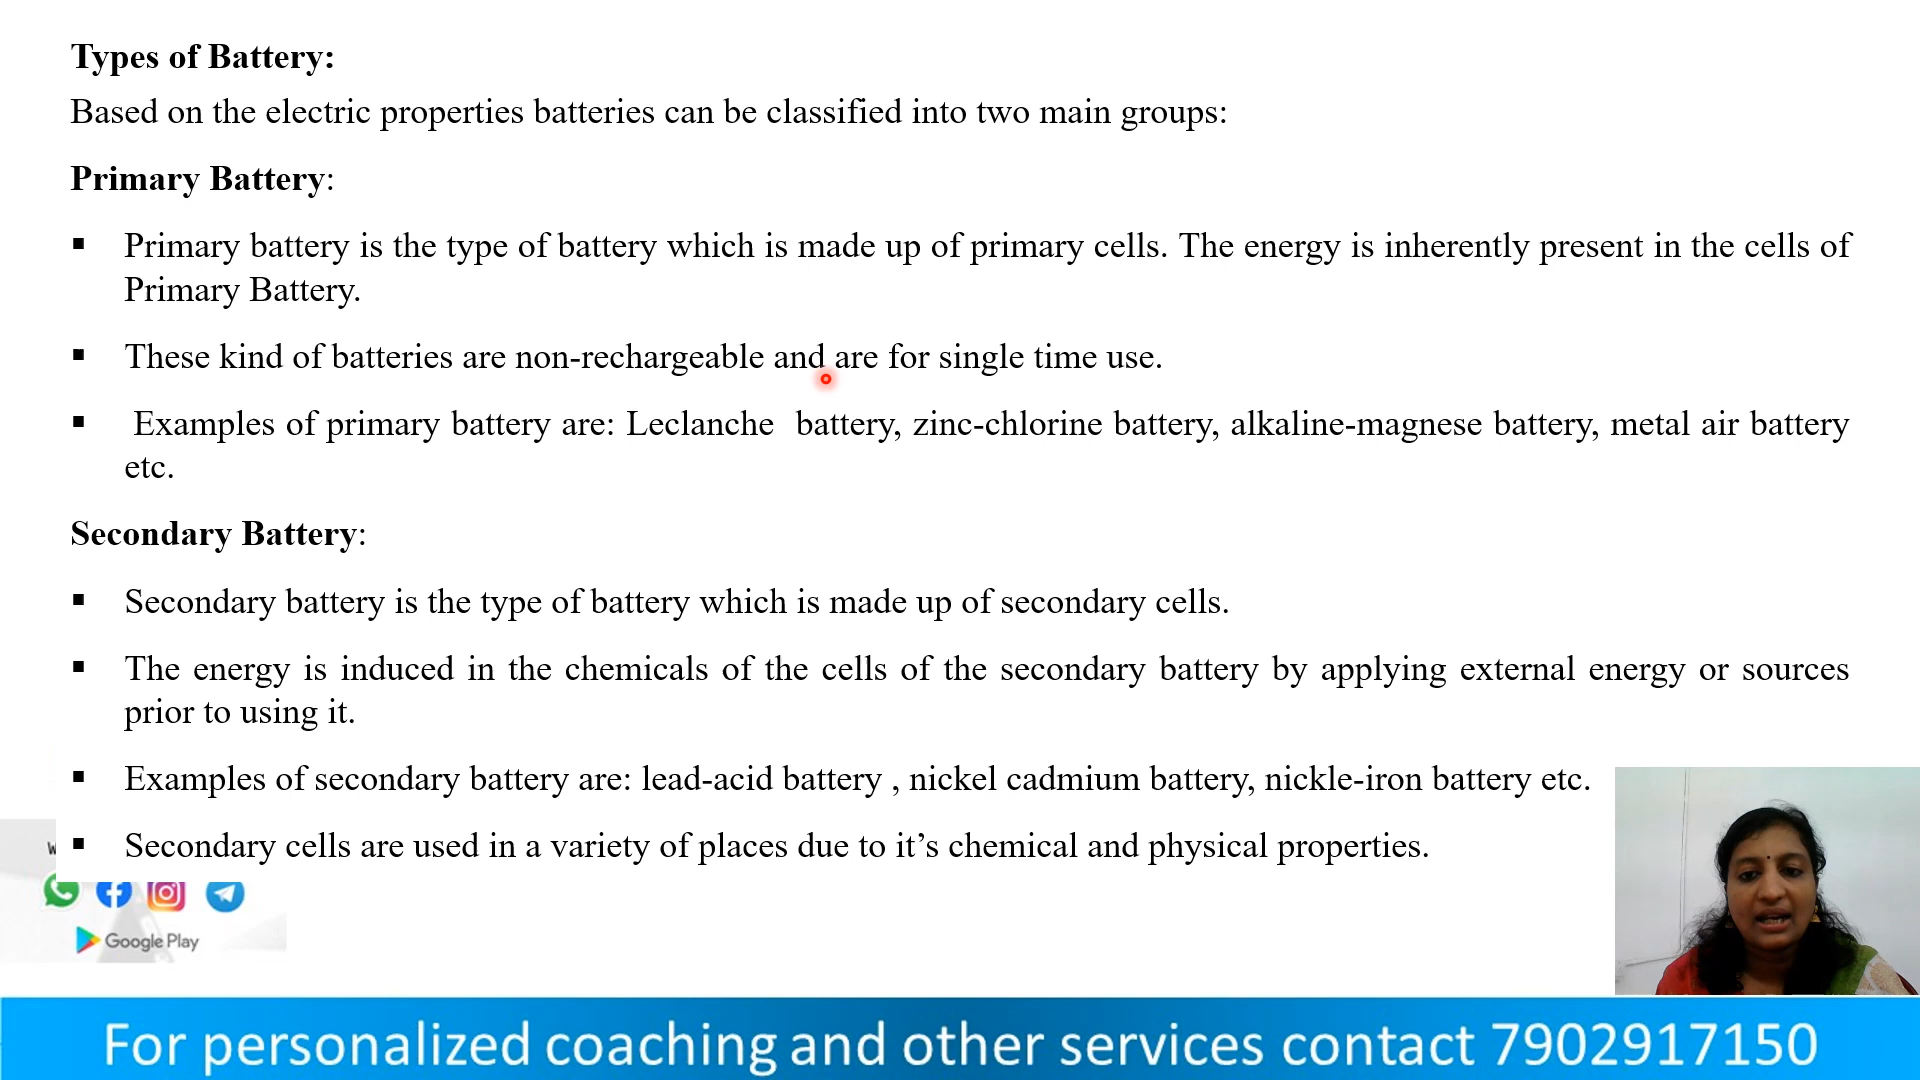 Types of Battery:
Based on the electric properties batteries can be classified into two main groups:
Primary Battery:
▪ Primary battery is the type of battery which is made up of primary cells. The energy is inherently present in the cells of
Primary Battery.
▪ These kind of batteries are non-rechargeable and are for single time use.
▪ Examples of primary battery are: Leclanche battery, zinc-chlorine battery, alkaline-magnese battery, metal air battery
etc.
Secondary Battery:
▪ Secondary battery is the type of battery which is made up of secondary cells.
▪ The energy is induced in the chemicals of the cells of the secondary battery by applying external energy or sources
prior to using it.
▪ Examples of secondary battery are: lead-acid battery , nickel cadmium battery, nickle-iron battery etc.
▪ Secondary cells are used in a variety of places due to it’s chemical and physical properties.
Google Play
For personalized coaching and other services contact 7902917150